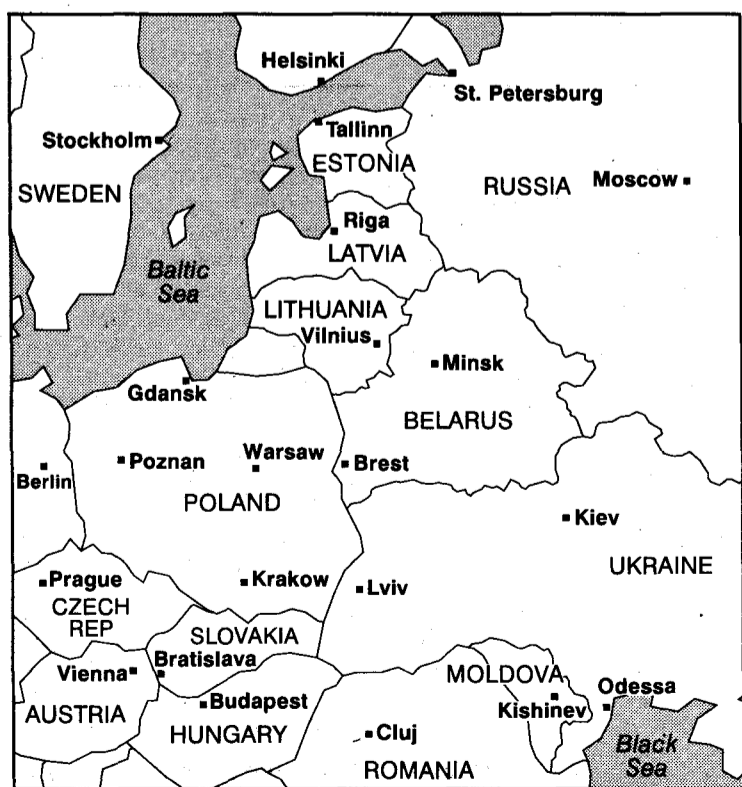 Helsinki
St. Petersburg
Tallinn
Stockholm
ESTONIA
SWEDEN
RUSSIA
Moscow
Riga
LATVIA
Baltic
Sea
LITHUANIA
Vilnius
Minsk
Gdansk
BELARUS
Warsaw
Poznan
Brest
Berlin
POLAND
Kiev
UKRAINE
Prague
Krakow
Lviv
CZECH
REP
SLOVAKIA
Bratislava
Vienna
MOLDOVA
Budapest
Kishinev
Odessa
AUSTRIA
HUNGARY
Cluj
Black
Sea
ROMANIA